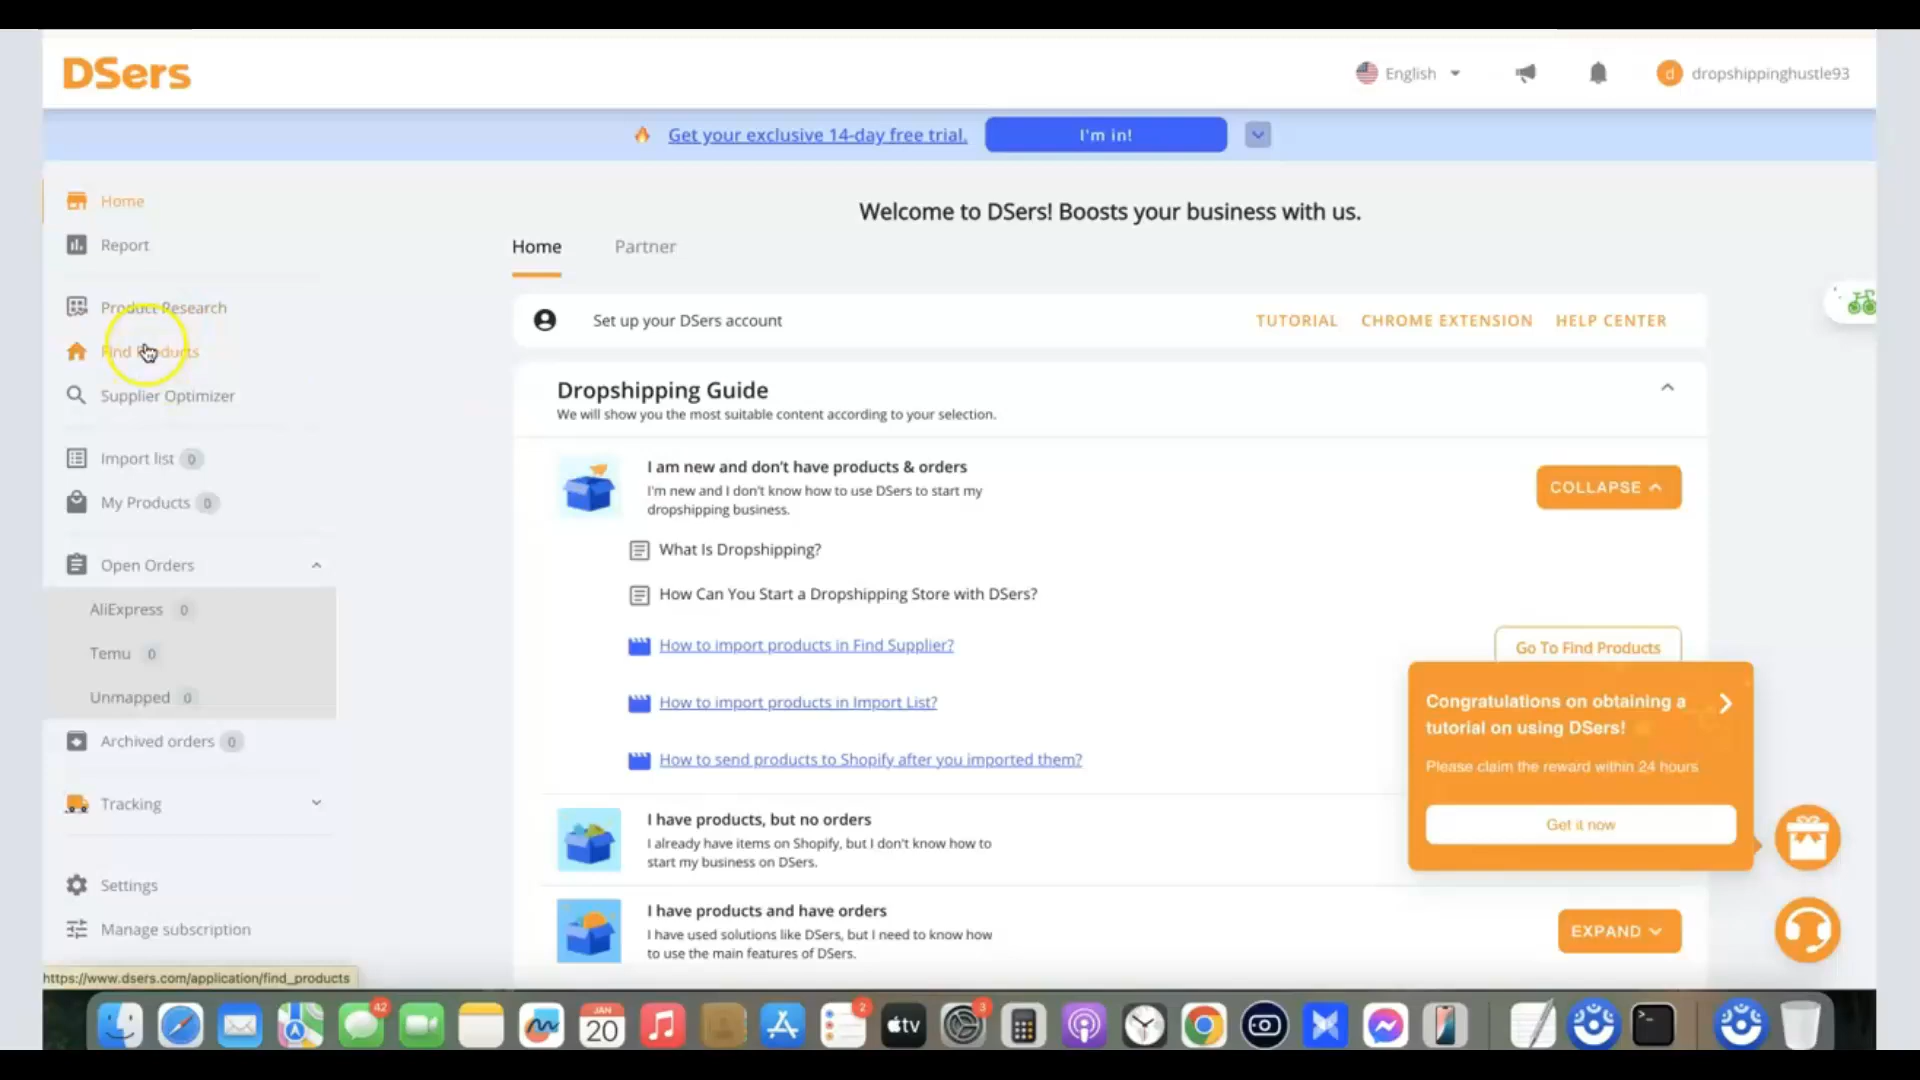 DSers
English
d
dropshippinghustle93
Get your exclusive 14-day free trial.
I'm in!
Home
Report
Product Research
Find Products
Supplier Optimizer
Import list 0
My Products 0
Open Orders
AliExpress 0
Temu 0
Unmapped 0
Archived orders 0
Tracking
Settings
Manage subscription
https://www.dsers.com/application/find_products
Welcome to DSers! Boosts your business with us.
Home
Partner
Set up your DSers account
TUTORIAL
CHROME EXTENSION
HELP CENTER
Dropshipping Guide
We will show you the most suitable content according to your selection.
I am new and don't have products & orders
I'm new and I don't know how to use DSers to start my
dropshipping business.
COLLAPSE
What Is Dropshipping?
How Can You Start a Dropshipping Store with DSers?
How to import products in Find Supplier?
Go To Find Products
How to import products in Import List?
How to send products to Shopify after you imported them?
I have products, but no orders
I already have items on Shopify, but I don't know how to
start my business on DSers.
I have products and have orders
I have used solutions like DSers, but I need to know how
to use the main features of DSers.
EXPAND
Congratulations on obtaining a
tutorial on using DSers!
Please claim the reward within 24 hours
Get it now
42
JAN
20
2
tv
3